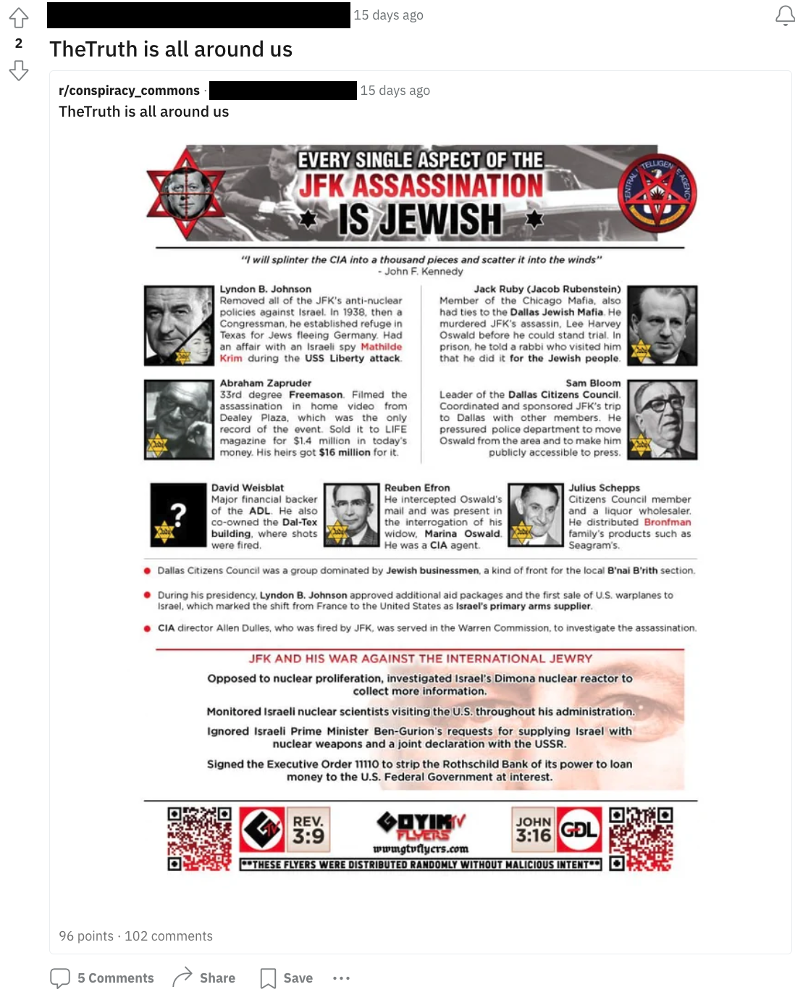 15 days ago
2
TheTruth is all around us
r/conspiracy_commons · 15 days ago
TheTruth is all around us
EVERY SINGLE ASPECT OF THE
JFK ASSASSINATION
IS JEWISH
"I will splinter the CIA into a thousand pieces and scatter it into the winds"
- John F. Kennedy
Lyndon B. Johnson
Removed all of the JFK's anti-nuclear
policies against Israel. In 1938, then a
Congressman, he established refuge in
Texas for Jews fleeing Germany. Had
an affair with an Israeli spy Mathilde
Krim during the USS Liberty attack.
Jack Ruby (Jacob Rubenstein)
Member of the Chicago Mafia, also
had ties to the Dallas Jewish Mafia. He
murdered JFK's assassin, Lee Harvey
Oswald before he could stand trial. In
prison, he told a rabbi who visited him
that he did it for the Jewish people.
Abraham Zapruder
33rd degree Freemason. Filmed the
assassination in home video from
Dealey Plaza, which was the only
record of the event. Sold it to LIFE
magazine for $1.4 million in today's
money. His heirs got $16 million for it.
Sam Bloom
Leader of the Dallas Citizens Council.
Coordinated and sponsored JFK's trip
to Dallas with other members. He
pressured police department to move
Oswald from the area and to make him
publicly accessible to press.
?
David Weisblat
Major financial backer
of the ADL. He also
co-owned the Dal-Tex
building, where shots
were fired.
Reuben Efron
He intercepted Oswald's
mail and was present in
the interrogation of his
widow, Marina Oswald.
He was a CIA agent.
Julius Schepps
Citizens Council member
and a liquor wholesaler.
He distributed Bronfman
family's products such as
Seagram's.
Dallas Citizens Council was a group dominated by Jewish businessmen, a kind of front for the local B'nai B'rith section.
During his presidency, Lyndon B. Johnson approved additional aid packages and the first sale of U.S. warplanes to
Israel, which marked the shift from France to the United States as Israel's primary arms supplier.
CIA director Allen Dulles, who was fired by JFK, was served in the Warren Commission, to investigate the assassination.
JFK AND HIS WAR AGAINST THE INTERNATIONAL JEWRY
Opposed to nuclear proliferation, investigated Israel's Dimona nuclear reactor to
collect more information.
Monitored Israeli nuclear scientists visiting the U.S. throughout his administration.
Ignored Israeli Prime Minister Ben-Gurion's requests for supplying Israel with
nuclear weapons and a joint declaration with the USSR.
Signed the Executive Order 11110 to strip the Rothschild Bank of its power to loan
money to the U.S. Federal Government at interest.
REV.
3:9
GOYIM TV
FLYERS
www.gtvflyers.com
JOHN
3:16
GDL
**THESE FLYERS WERE DISTRIBUTED RANDOMLY WITHOUT MALICIOUS INTENT**
96 points · 102 comments
5 Comments Share Save